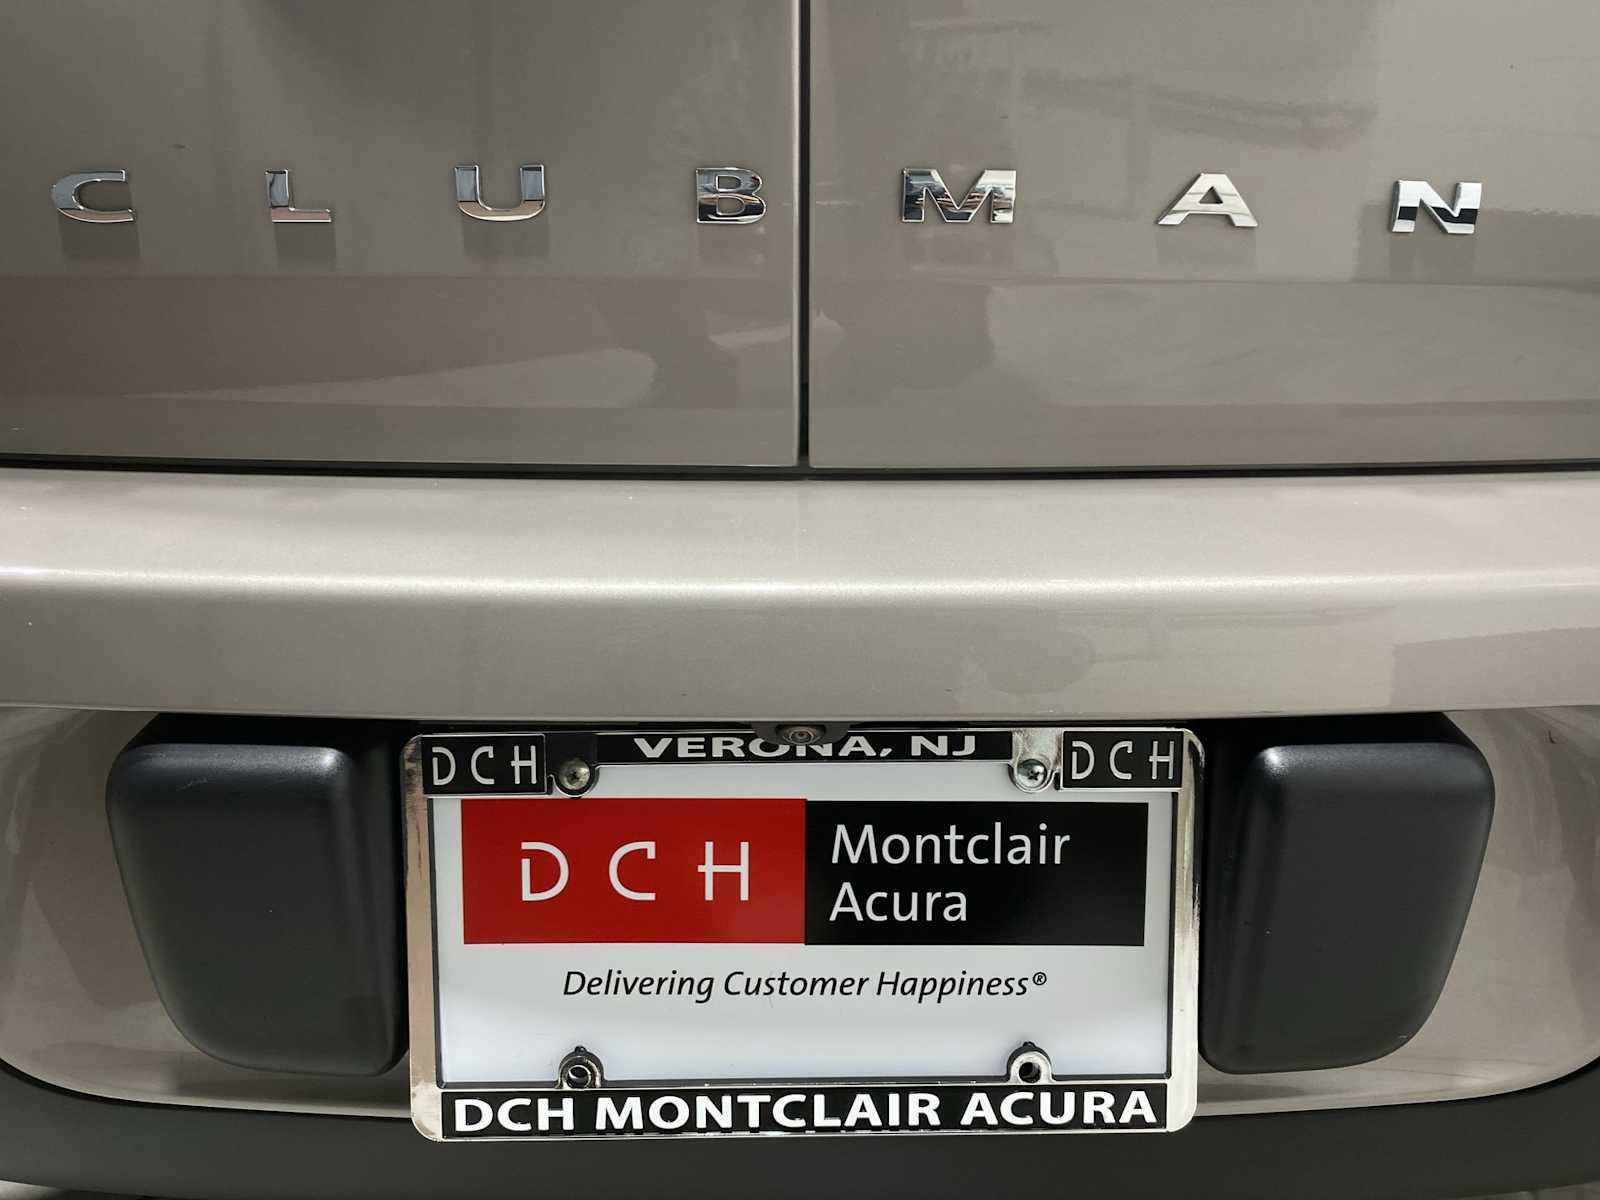 CLUBMAN
DCH VERONA, NJ DCH
DCH Montclair
Acura
Delivering Customer Happiness®
DCH MONTCLAIR ACURA